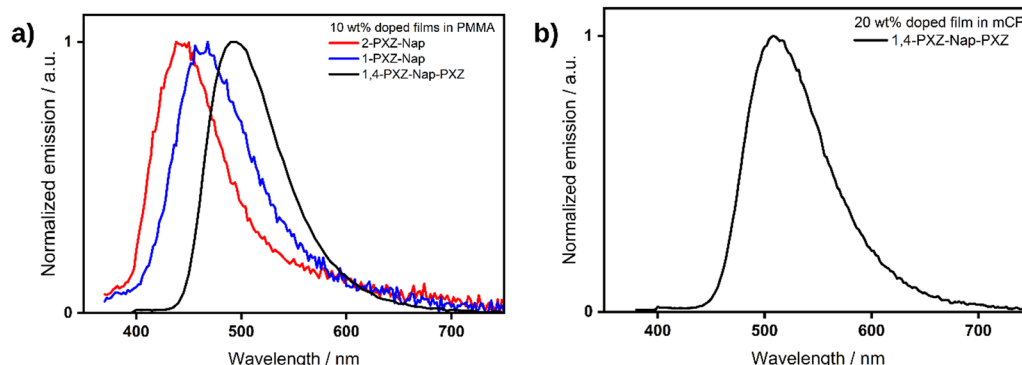 a)
10 wt% doped films in PMMA
2-PXZ-Nap
1-PXZ-Nap
1,4-PXZ-Nap-PXZ
Normalized emission / a.u.
1
0
400 500 600 700
Wavelength / nm
b)
20 wt% doped film in mCF
1,4-PXZ-Nap-PXZ
Normalized emission / a.u.
1
0
400 500 600 700
Wavelength / nm